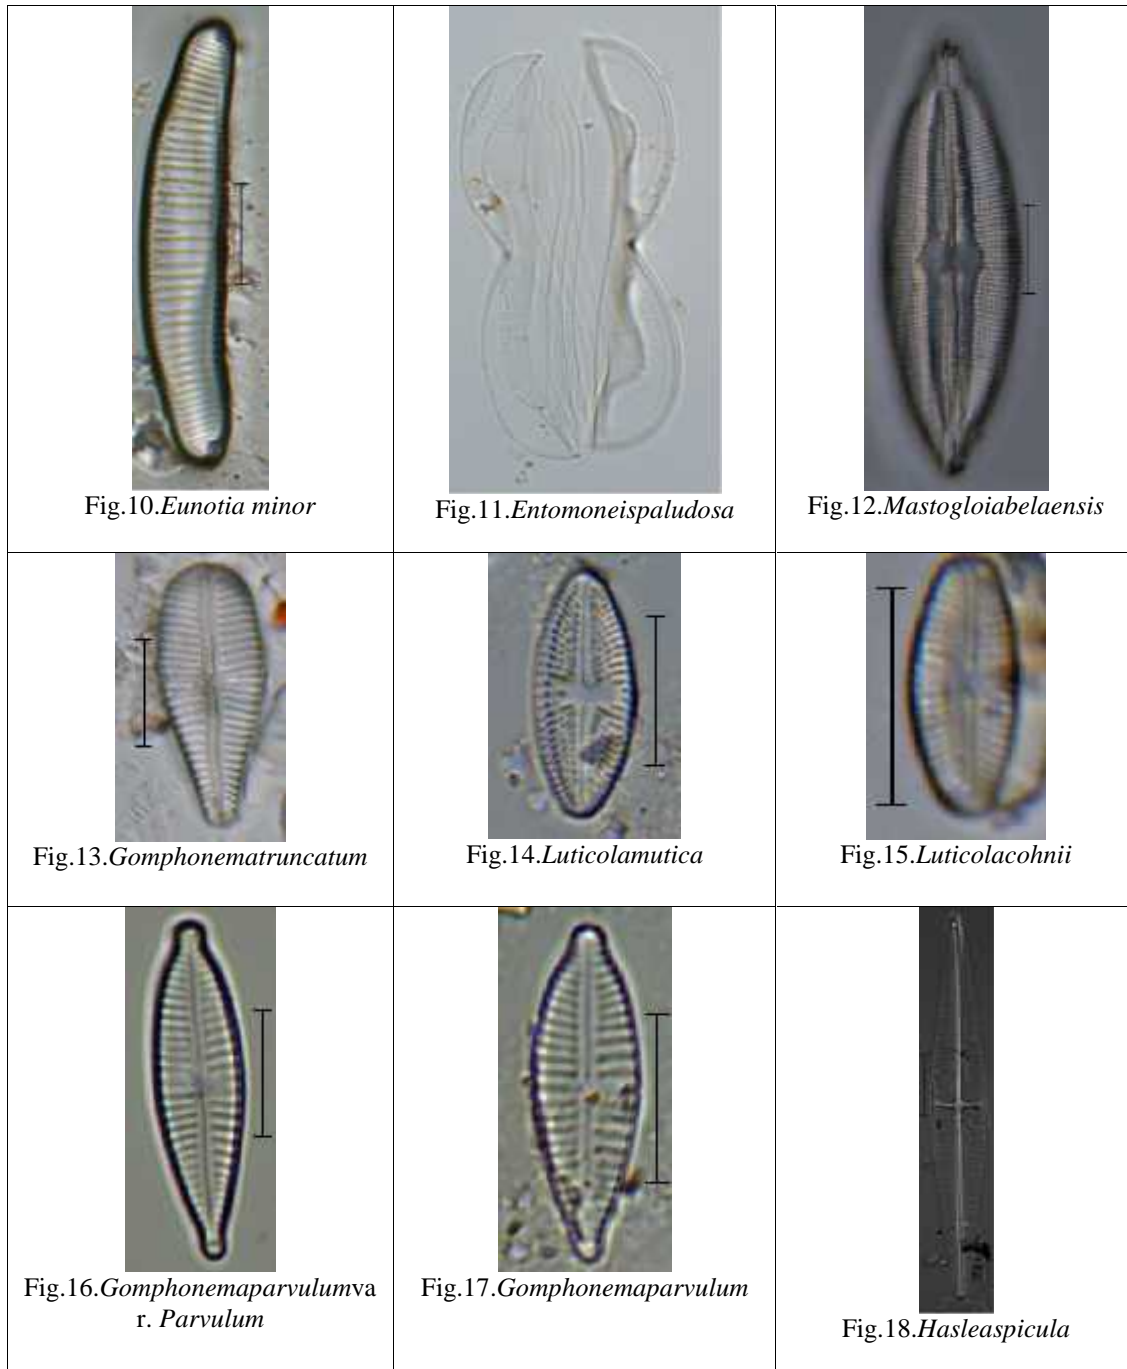 Fig.10.Eunotia minor
Fig.11.Entomoneispaludosa
Fig.12.Mastogloiabelaensis
Fig.13.Gomphonematruncatum
Fig.14.Luticolamutica
Fig.15.Luticolacohnii
Fig.16.Gomphonemaparvulumva
r. Parvulum
Fig.17.Gomphonemaparvulum
Fig.18.Hasleaspicula